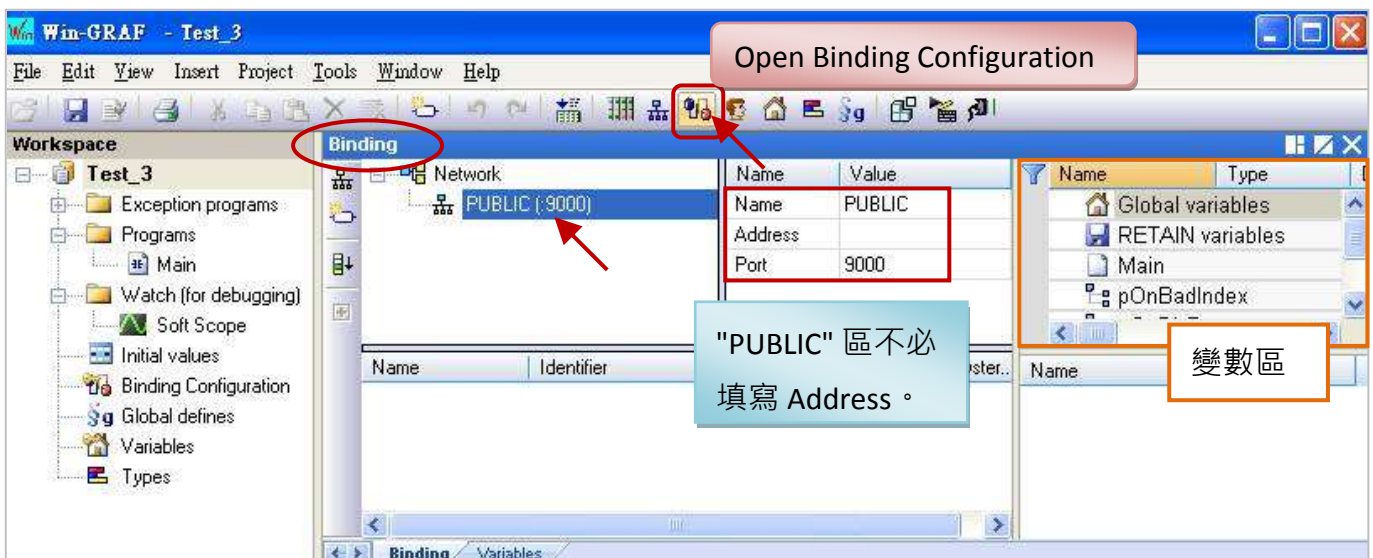 Win-GRAF - Test_3
Open Binding Configuration
File Edit View Insert Project Tools Window Help
Workspace
Test_3
Exception programs
Programs
Main
Watch (for debugging)
Soft Scope
Initial values
Binding Configuration
Global defines
Variables
Types
Binding
Network
PUBLIC (:9000)
Name Value
Name PUBLIC
Address
Port 9000
Name Type
Global variables
RETAIN variables
Main
pOnBadIndex
"PUBLIC" 區不必
填寫 Address。
變數區
Name Identifier
Name
Binding Variables